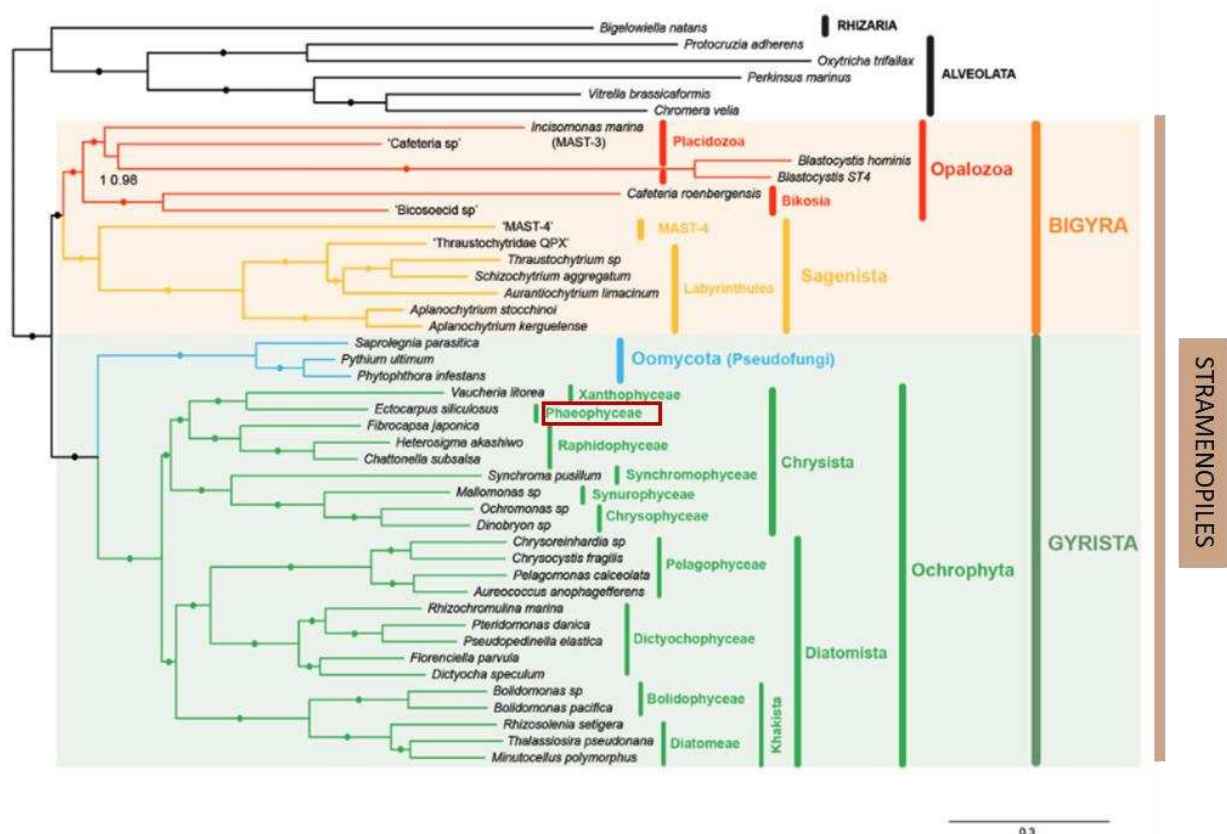 Bigelowiella natans
RHIZARIA
Protocruzia adherens
Oxytricha trifallax
ALVEOLATA
Perkinsus marinus
Vitrella brassicaformis
Chromera velia
Incisomonas marina
(MAST-3)
Placidozoa
'Cafeteria sp'
Blastocystis hominis
Opalozoa
Blastocystis ST4
1 0.98
Cafeteria roenbergensis
Bikosia
'Bicosoecid sp'
BIGYRA
'MAST-4'
MAST-4
'Thraustochytridae QPX'
Thraustochytrium sp
Schizochytrium aggregatum
Sagenista
Labyrinthulea
Aurantiochytrium limacinum
Aplanochytrium stocchinoi
Aplanochytrium kerguelense
Saprolegnia parasitica
Pythium ultimum
Oomycota (Pseudofungi)
Phytophthora infestans
Vaucheria litorea
Xanthophyceae
Ectocarpus siliculosus
Phaeophyceae
Fibrocapsa japonica
Heterosigma akashiwo
Raphidophyceae
Chattonella subsalsa
Chrysista
Synchroma pusillum
Synchromophyceae
Mallomonas sp
Synurophyceae
Ochromonas sp
Chrysophyceae
Dinobryon sp
STRAMENOPILES
GYRISTA
Chrysoreinhardia sp
Chrysocystis fragilis
Pelagophyceae
Ochrophyta
Pelagomonas calceolata
Aureococcus anophagefferens
Rhizochromulina marina
Pteridomonas danica
Dictyochophyceae
Pseudopedinella elastica
Diatomista
Florenciella parvula
Dictyocha speculum
Bolidomonas sp
Bolidophyceae
Bolidomonas pacifica
Khakista
Rhizosolenia setigera
Thalassiosira pseudonana
Diatomeae
Minutocellus polymorphus
0.3